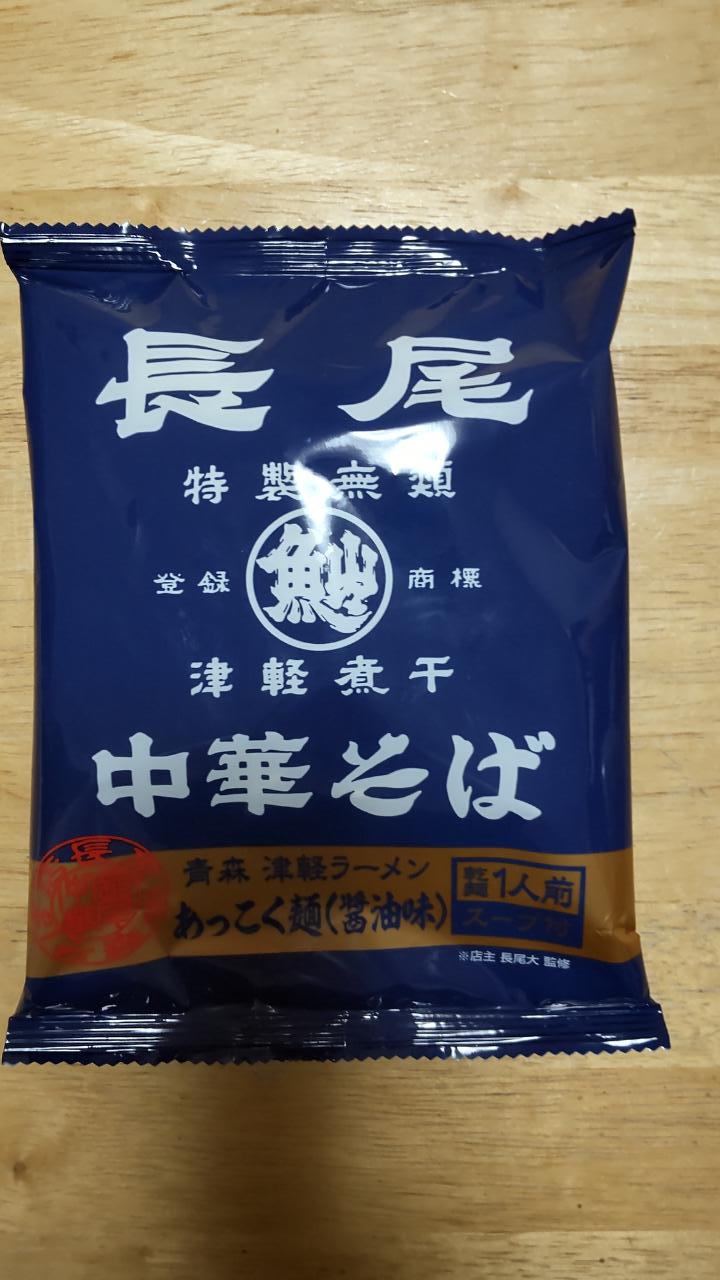 長尾
特製無類
登録 鮏 商標
津軽煮干
中華そば
長
青森 津軽ラーメン
あっこく麺(醤油味)
乾麺1人前
スープ付
※店主 長尾大 監修